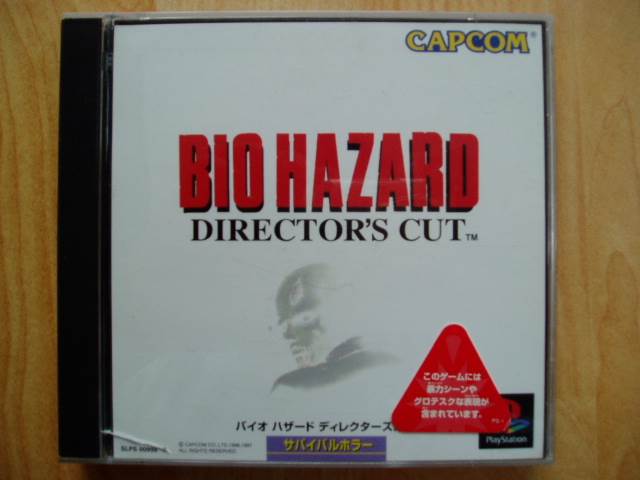 CAPCOM®
BIO HAZARD
DIRECTOR'S CUT™
このゲームには
暴力シーンや
グロテスクな表現が
含まれています。
バイオ ハザード ディレクターズ
サバイバルホラー
© CAPCOM CO.,LTD.1996,1997
ALL RIGHTS RESERVED.
SLPS
PlayStation